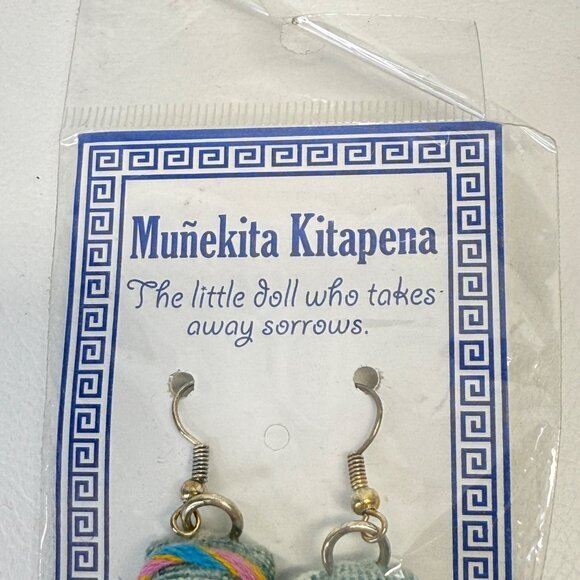 Muñekita Kitapena
The little doll who takes
away sorrows.